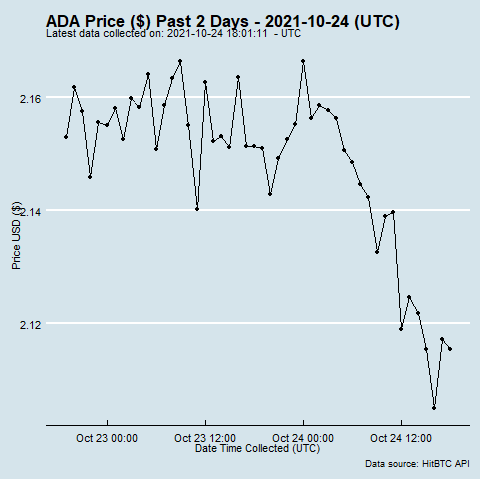 ADA Price ($) Past 2 Days - 2021-10-24 (UTC)
Latest data collected on: 2021-10-24 18:01:11 - UTC
Price USD ($)
2.16
2.14
2.12
Oct 23 00:00 Oct 23 12:00 Oct 24 00:00 Oct 24 12:00
Date Time Collected (UTC)
Data source: HitBTC API